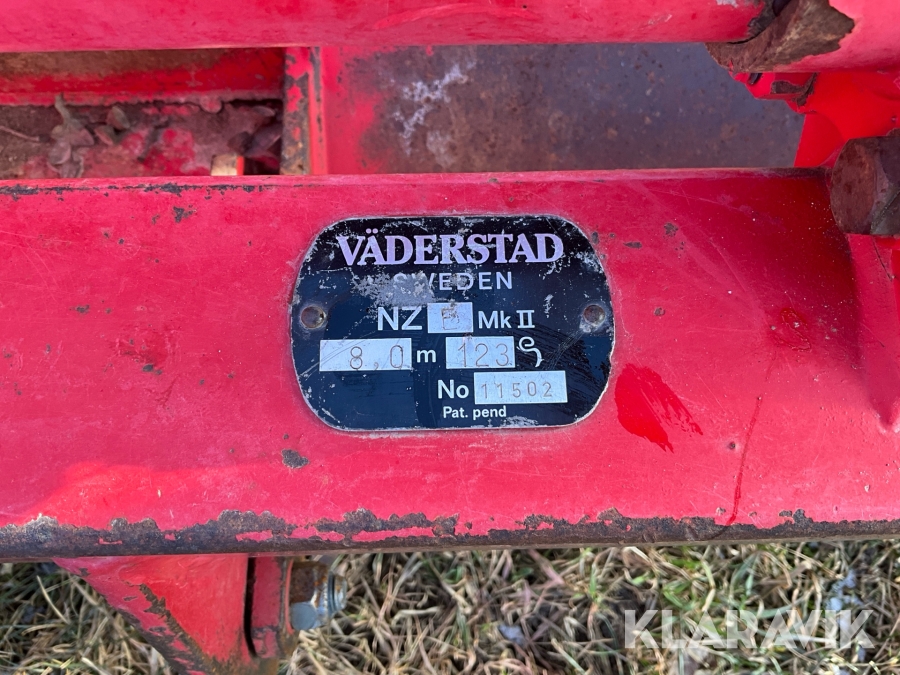 VÄDERSTAD
SWEDEN
NZ Mk II
8,0 m 123
No 11502
Pat. pend
KLARAVIK